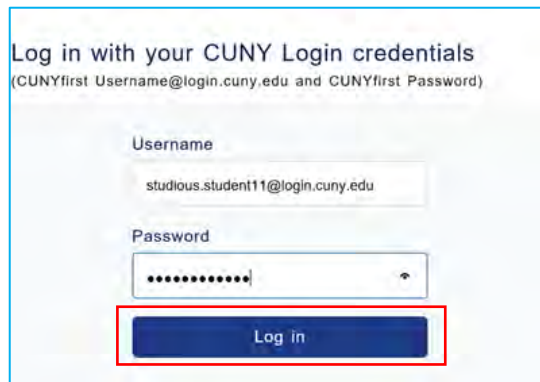 Log in with your CUNY Login credentials
(CUNYfirst Username@login.cuny.edu and CUNYfirst Password)
Username
studious.student11@login.cuny.edu
Password
••••••••••••
Log in